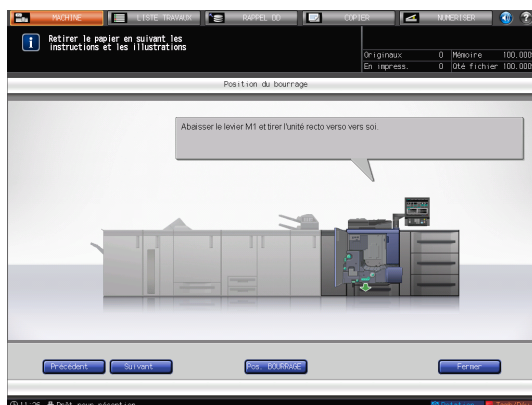 MACHINE
LISTE TRAVAUX
RAPPEL DD
COPIER
NUMÉRISER
Retirer le papier en suivant les
instructions et les illustrations
Originaux 0 Mémoire 100.000
En impress. 0 Qté fichier 100.000
Position du bourrage
Abaisser le levier M1 et tirer l'unité recto verso vers soi.
Précédent
Suivant
Pos. BOURRAGE
Fermer